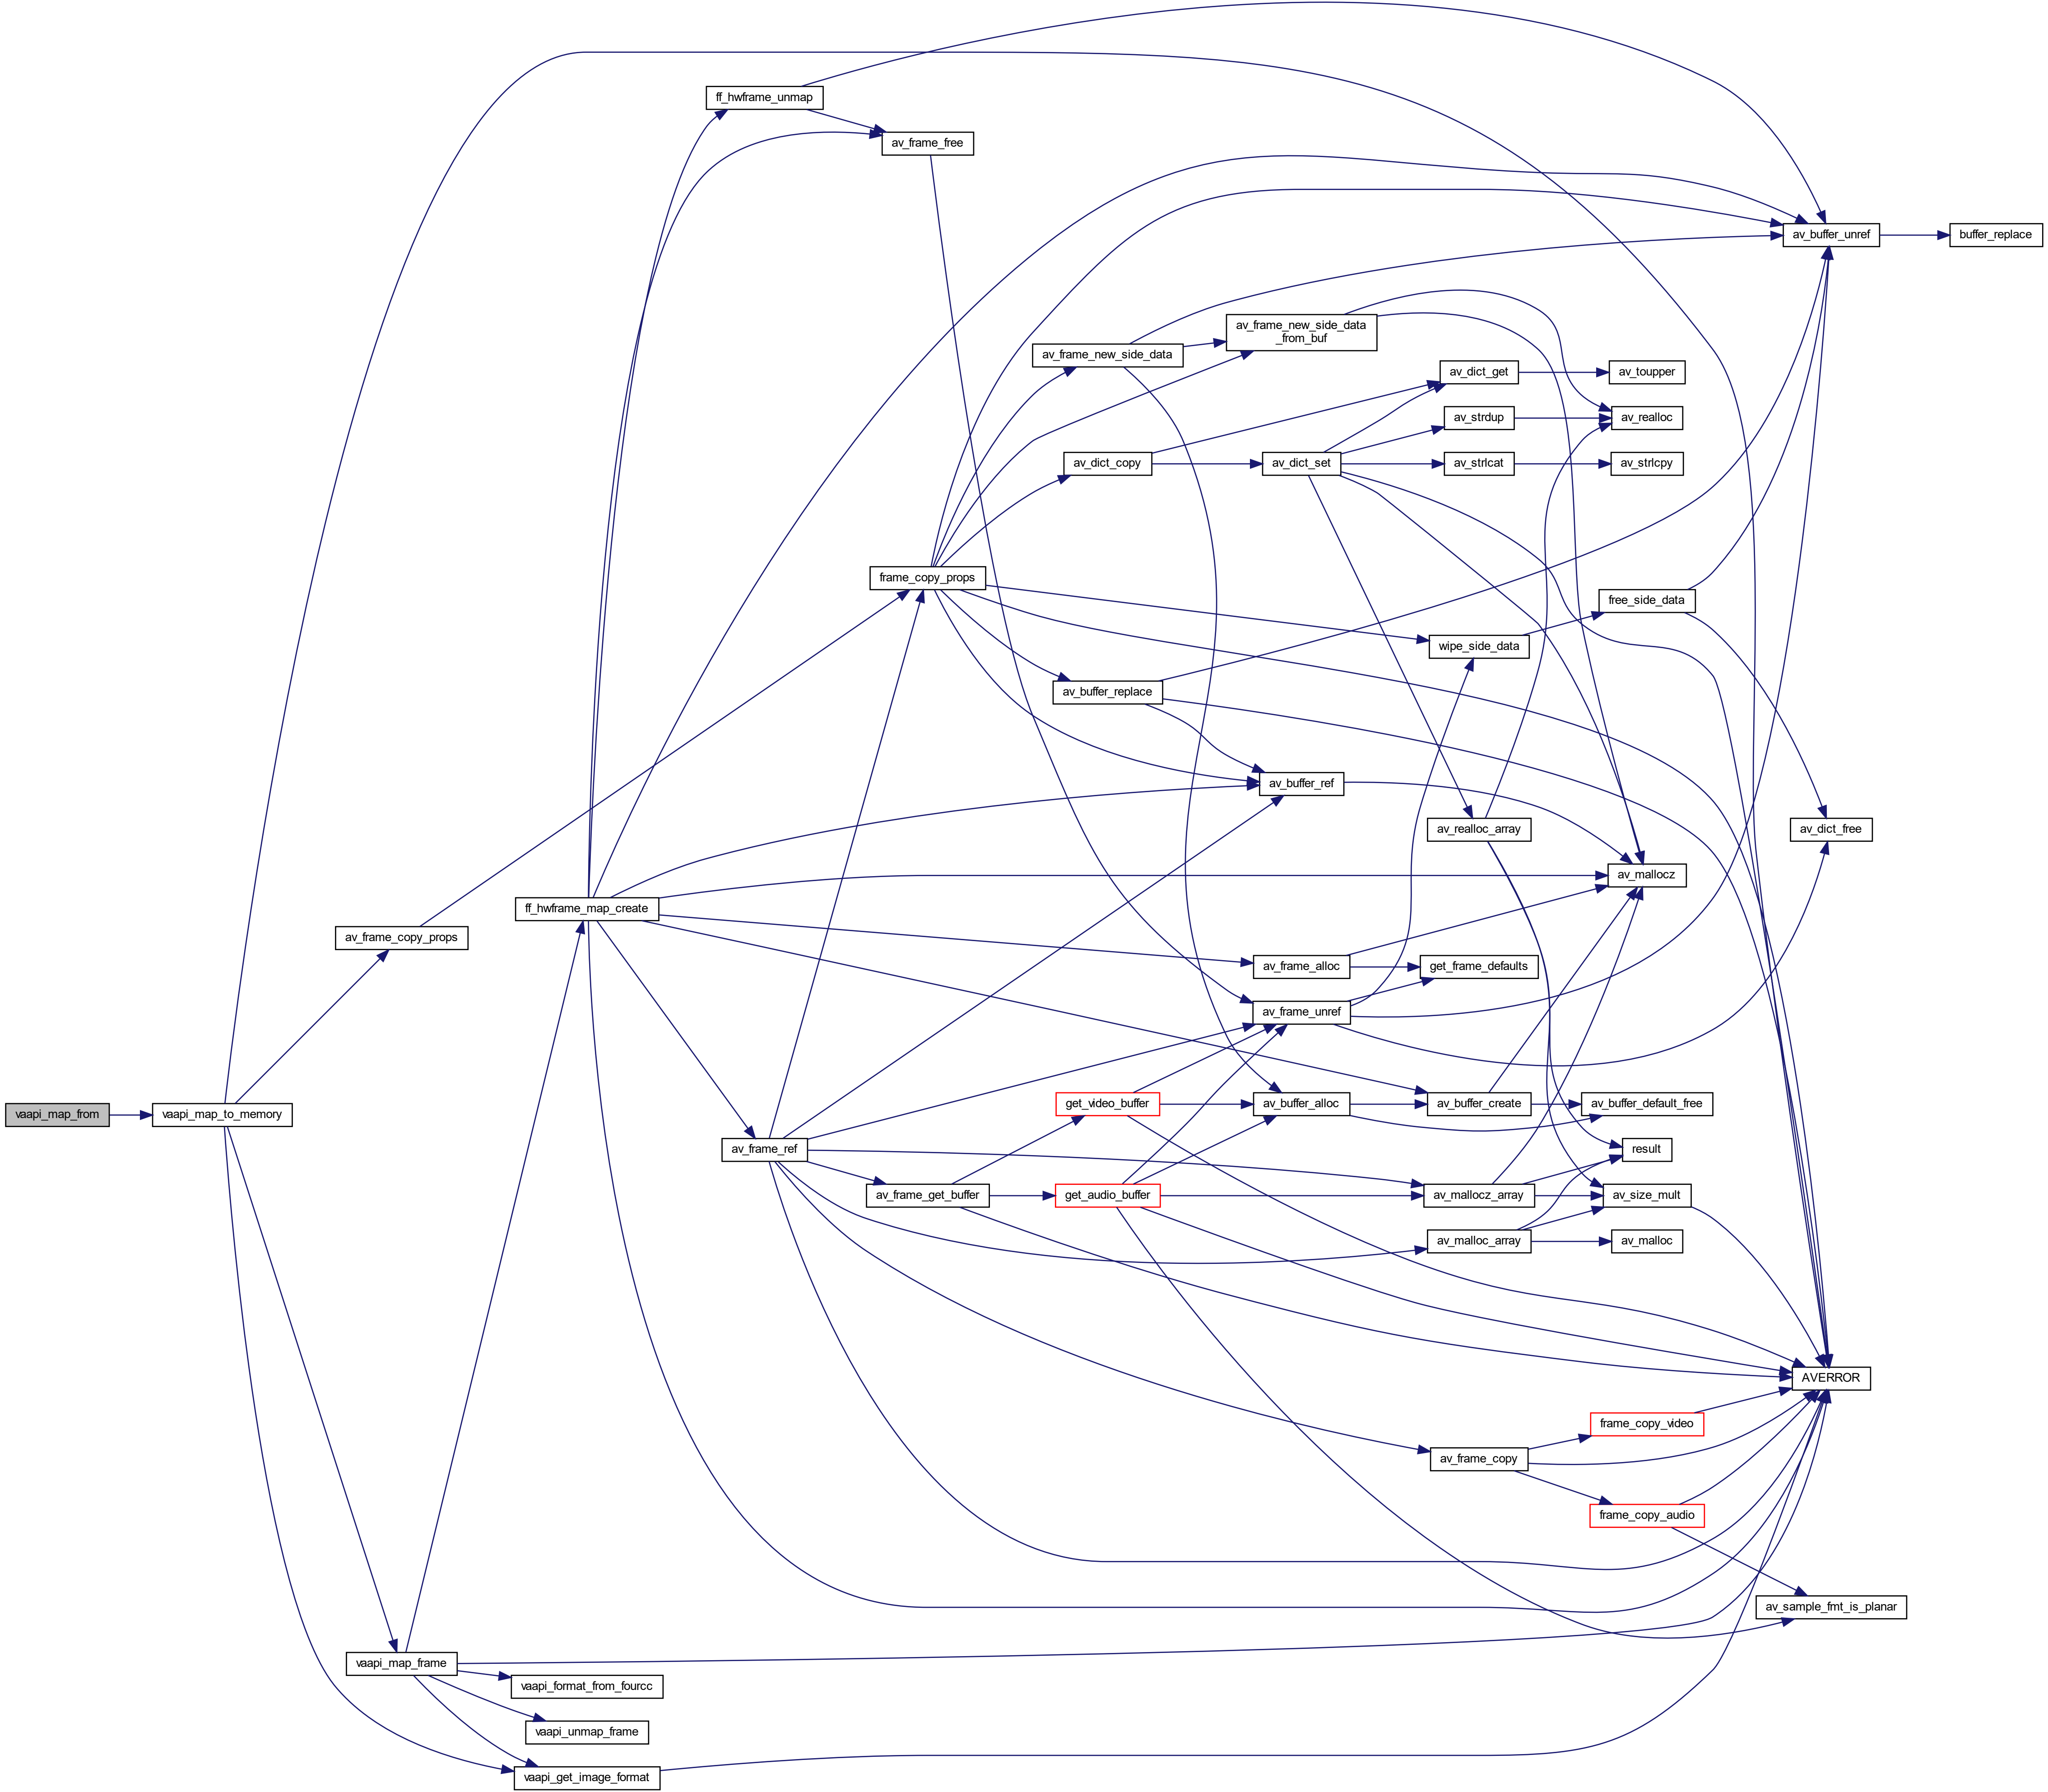 ff_hwframe_unmap
av_frame_free
av_buffer_unref
buffer_replace
av_frame_new_side_data
_from_buf
av_frame_new_side_data
av_dict_get
av_toupper
av_strdup
av_realloc
av_dict_copy
av_dict_set
av_strlcat
av_strlcpy
frame_copy_props
free_side_data
wipe_side_data
av_buffer_replace
av_buffer_ref
av_realloc_array
av_dict_free
av_mallocz
ff_hwframe_map_create
av_frame_copy_props
av_frame_alloc
get_frame_defaults
av_frame_unref
vaapi_map_from
vaapi_map_to_memory
get_video_buffer
av_buffer_alloc
av_buffer_create
av_buffer_default_free
av_frame_ref
result
av_frame_get_buffer
get_audio_buffer
av_mallocz_array
av_size_mult
av_malloc_array
av_malloc
AVERROR
frame_copy_video
av_frame_copy
frame_copy_audio
av_sample_fmt_is_planar
vaapi_map_frame
vaapi_format_from_fourcc
vaapi_unmap_frame
vaapi_get_image_format